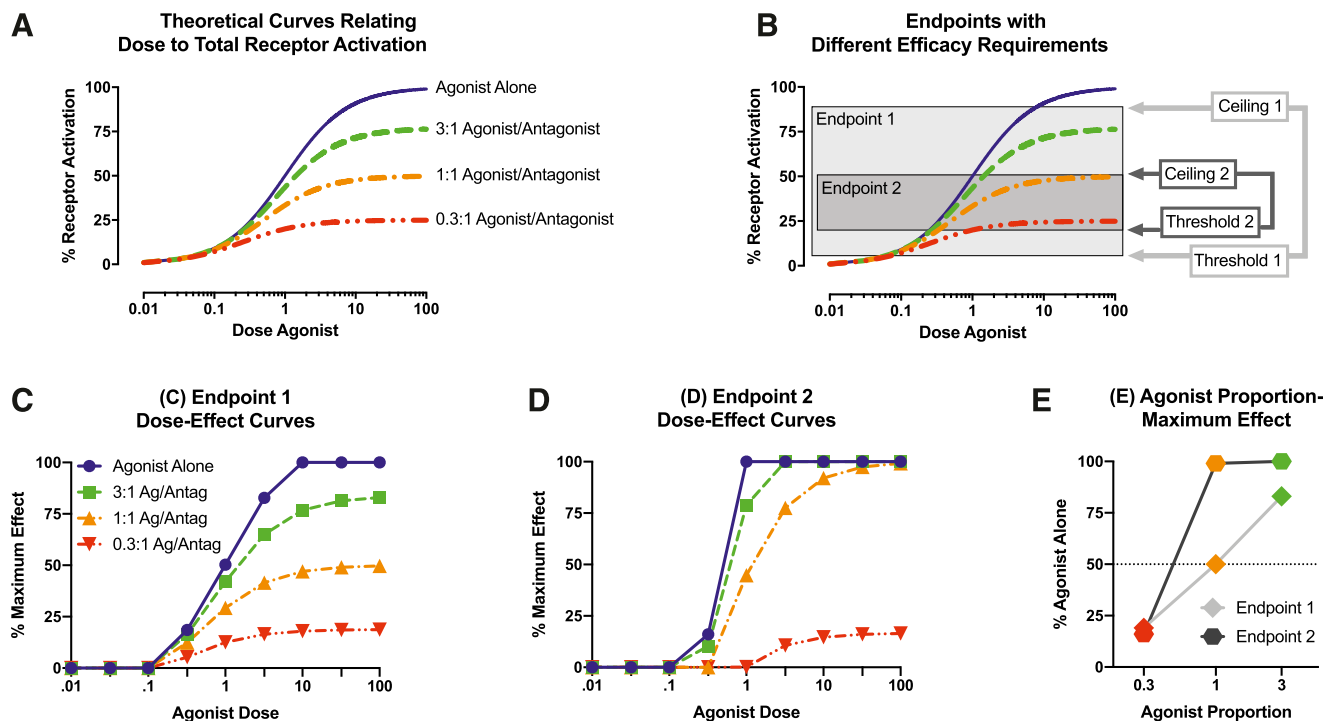 A
Theoretical Curves Relating
Dose to Total Receptor Activation
% Receptor Activation
100
75
50
25
0
Agonist Alone
3:1 Agonist/Antagonist
1:1 Agonist/Antagonist
0.3:1 Agonist/Antagonist
0.01
0.1
1
10
100
Dose Agonist
B
Endpoints with
Different Efficacy Requirements
% Receptor Activation
100
75
50
25
0
Endpoint 1
Endpoint 2
Ceiling 1
Ceiling 2
Threshold 2
Threshold 1
0.01
0.1
1
10
100
Dose Agonist
C
(C) Endpoint 1
Dose-Effect Curves
% Maximum Effect
100
75
50
25
0
Agonist Alone
3:1 Ag/Antag
1:1 Ag/Antag
0.3:1 Ag/Antag
.01
.1
1
10
100
Agonist Dose
D
(D) Endpoint 2
Dose-Effect Curves
% Maximum Effect
100
75
50
25
0
.01
.1
1
10
100
Agonist Dose
E
(E) Agonist Proportion-
Maximum Effect
% Agonist Alone
100
75
50
25
0
Endpoint 1
Endpoint 2
0.3
1
3
Agonist Proportion